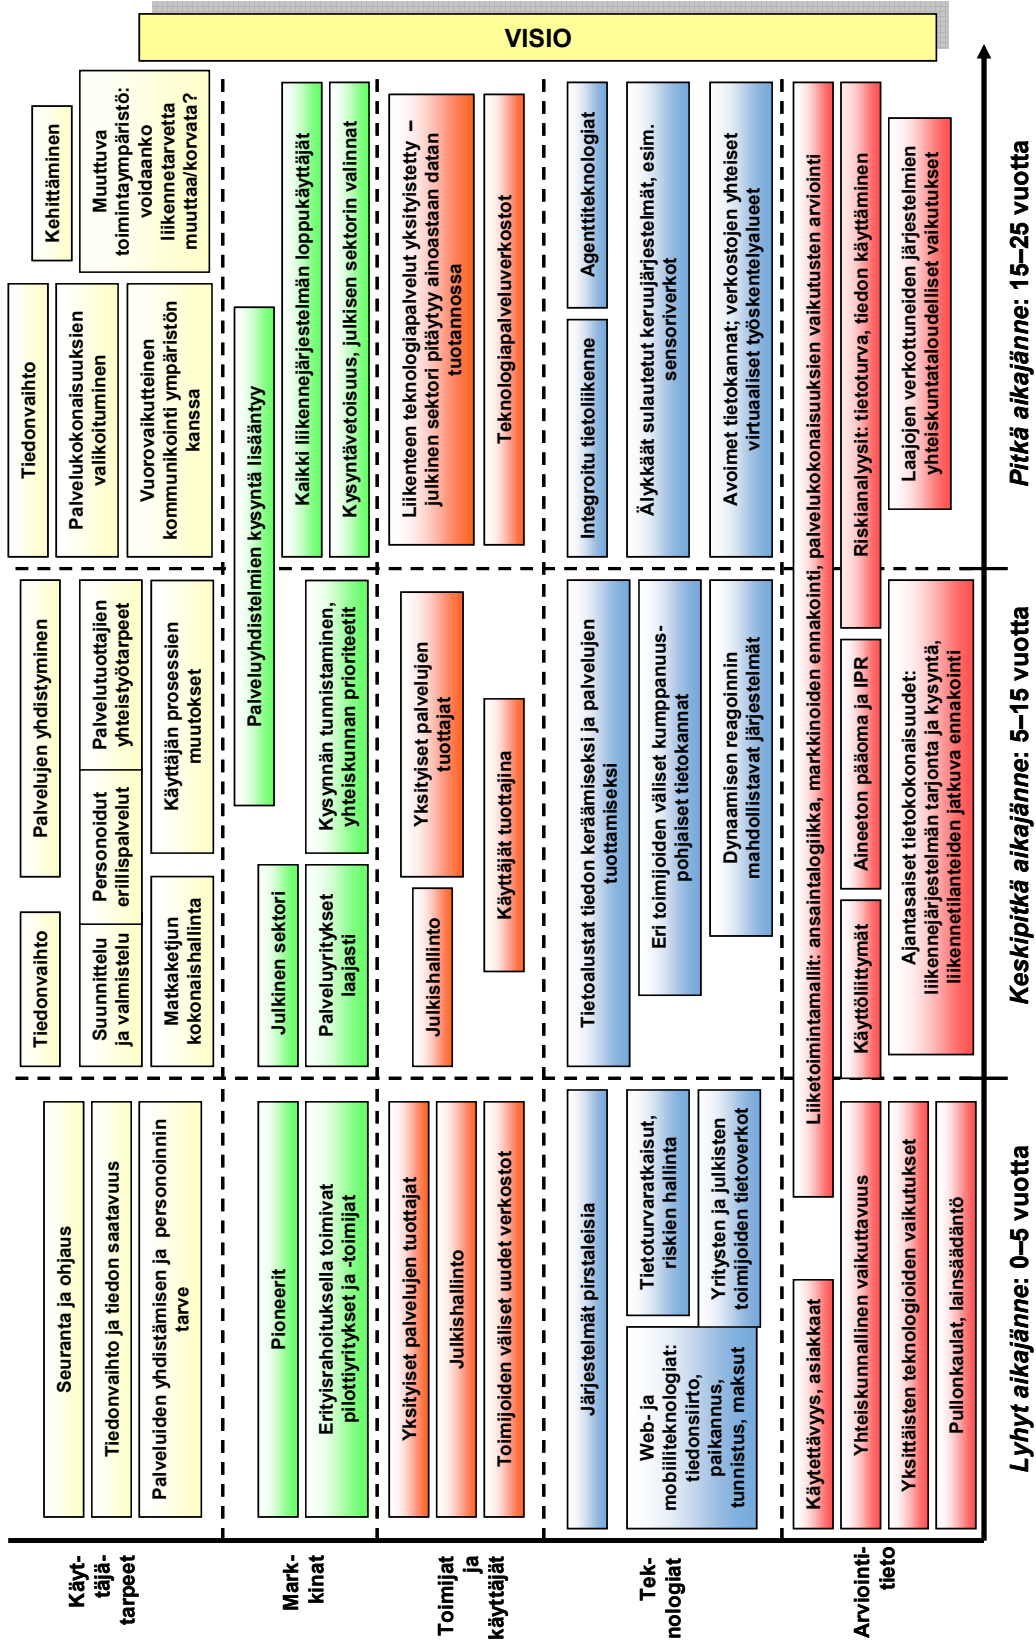 VISIO
Käyt-
täjä-
tarpeet
Seuranta ja ohjaus
Tiedonvaihto ja tiedon saatavuus
Palveluiden yhdistämisen ja personoinnin
tarve
Tiedonvaihto
Palvelujen yhdistyminen
Suunnittelu
ja valmistelu
Personoidut
erillispalvelut
Palvelutuottajien
yhteistyötarpeet
Matkaketjun
kokonaishallinta
Käyttäjän prosessien
muutokset
Tiedonvaihto
Palvelukokonaisuuksien
valikoituminen
Vuorovaikutteinen
kommunikointi ympäristön
kanssa
Kehittäminen
Muuttuva
toimintaympäristö:
voidaanko
liikennetarvetta
muuttaa/korvata?
Mark-
kinat
Pioneerit
Erityisrahoituksella toimivat
pilottiyritykset ja -toimijat
Julkinen sektori
Palveluyritykset
laajasti
Palveluyhdistelmien kysyntä lisääntyy
Kysynnän tunnistaminen,
yhteiskunnan prioriteetit
Kaikki liikennejärjestelmän loppukäyttäjät
Kysyntävetoisuus, julkisen sektorin valinnat
Toimijat
ja
käyttäjät
Yksityiset palvelujen tuottajat
Julkishallinto
Toimijoiden väliset uudet verkostot
Julkishallinto
Yksityiset palvelujen
tuottajat
Käyttäjät tuottajina
Liikenteen teknologiapalvelut yksityistetty –
julkinen sektori pitäytyy ainoastaan datan
tuotannossa
Teknologiapalveluverkostot
Tek-
nologiat
Järjestelmät pirstaleisia
Web- ja
mobiiliteknologiat:
tiedonsiirto,
paikannus,
tunnistus, maksut
Tietoturvaratkaisut,
riskien hallinta
Yritysten ja julkisten
toimijoiden tietoverkot
Tietoalustat tiedon keräämiseksi ja palvelujen
tuottamiseksi
Eri toimijoiden väliset kumppanuus-
pohjaiset tietokannat
Dynaamisen reagoinnin
mahdollistavat järjestelmät
Integroitu tietoliikenne
Agenttiteknologiat
Älykkäät sulautetut keruujärjestelmät, esim.
sensoriverkot
Avoimet tietokannat; verkostojen yhteiset
virtuaaliset työskentelyalueet
Arviointi-
tieto
Käytettävyys, asiakkaat
Liiketoimintamallit: ansaintalogiikka, markkinoiden ennakointi, palvelukokonaisuuksien vaikutusten arviointi
Yhteiskunnallinen vaikuttavuus
Yksittäisten teknologioiden vaikutukset
Pullonkaulat, lainsäädäntö
Käyttöliittymät
Aineeton pääoma ja IPR
Riskianalyysit: tietoturva, tiedon käyttäminen
Ajantasaiset tietokokonaisuudet:
liikennejärjestelmän tarjonta ja kysyntä,
liikennetilanteiden jatkuva ennakointi
Laajojen verkottuneiden järjestelmien
yhteiskuntataloudelliset vaikutukset
Lyhyt aikajänne: 0–5 vuotta
Keskipitkä aikajänne: 5–15 vuotta
Pitkä aikajänne: 15–25 vuotta